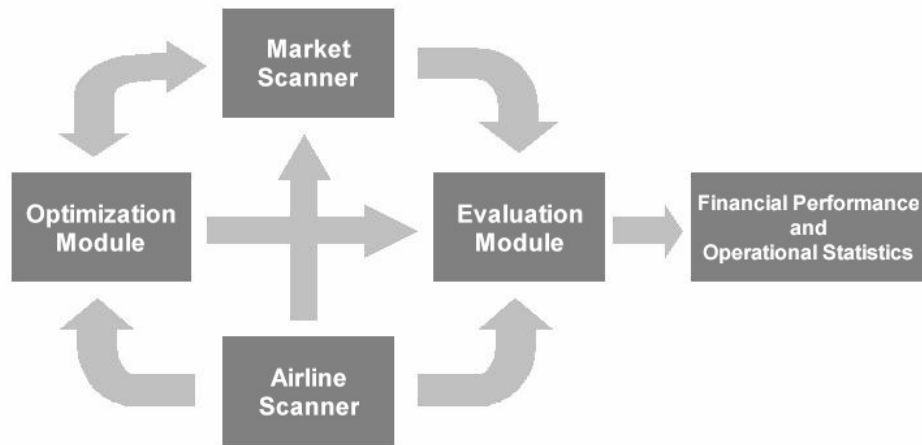 Market
Scanner
Optimization
Module
Evaluation
Module
Financial Performance
and
Operational Statistics
Airline
Scanner